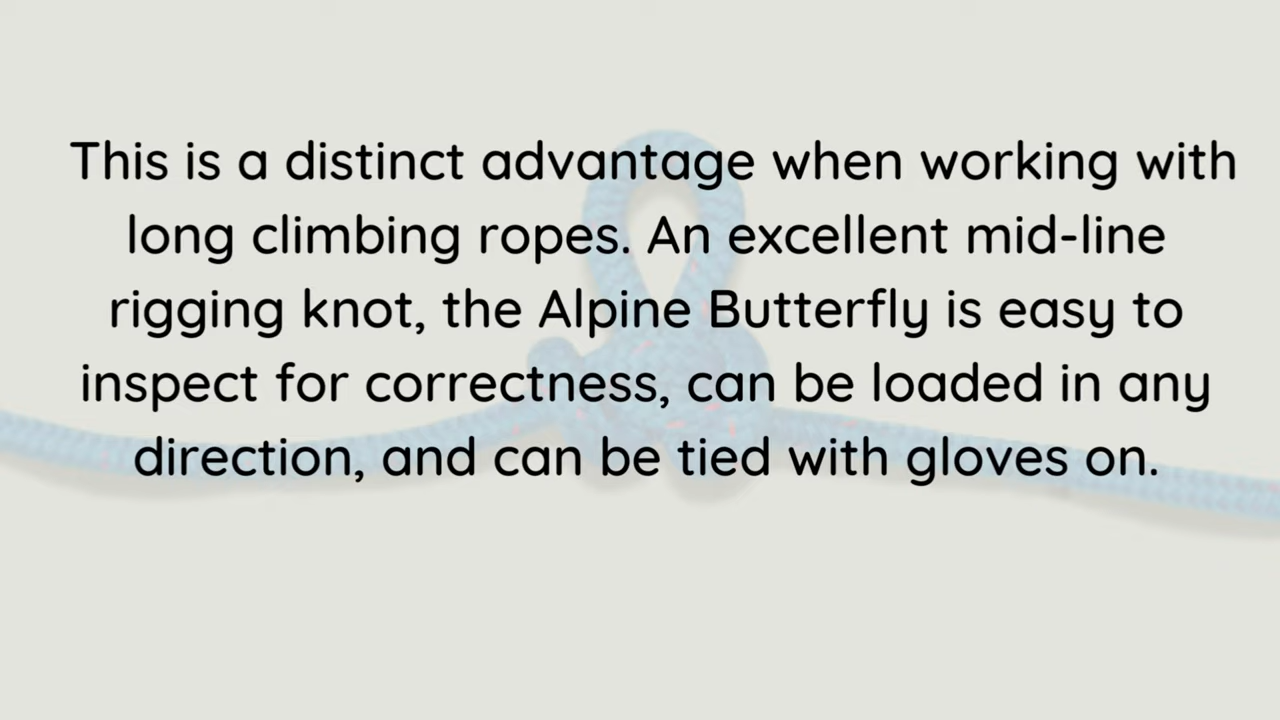 This is a distinct advantage when working with
long climbing ropes. An excellent mid-line
rigging knot, the Alpine Butterfly is easy to
inspect for correctness, can be loaded in any
direction, and can be tied with gloves on.